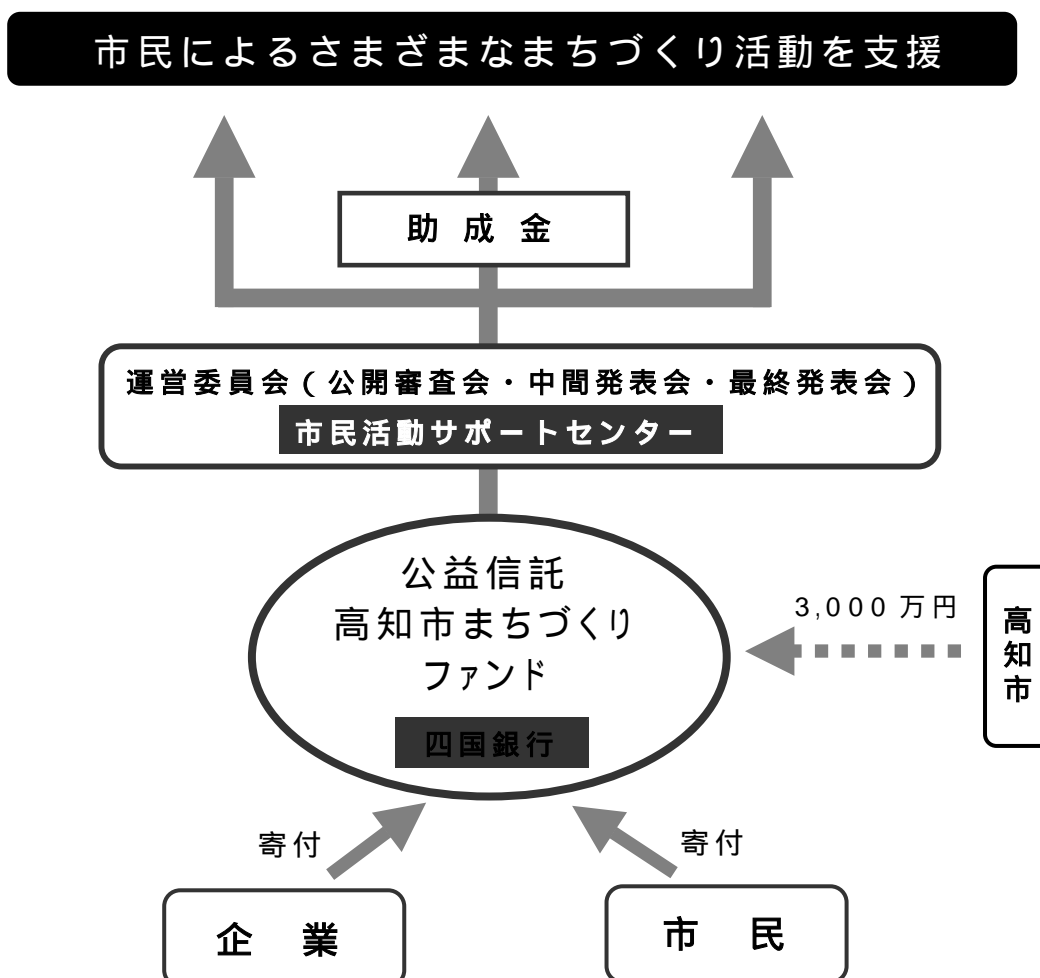 市民によるさまざまなまちづくり活動を支援
助成金
運営委員会(公開審査会・中間発表会・最終発表会)
市民活動サポートセンター
公益信託
高知市まちづくり
ファンド
四国銀行
3,000万円
高知市
寄付
寄付
企業
市民